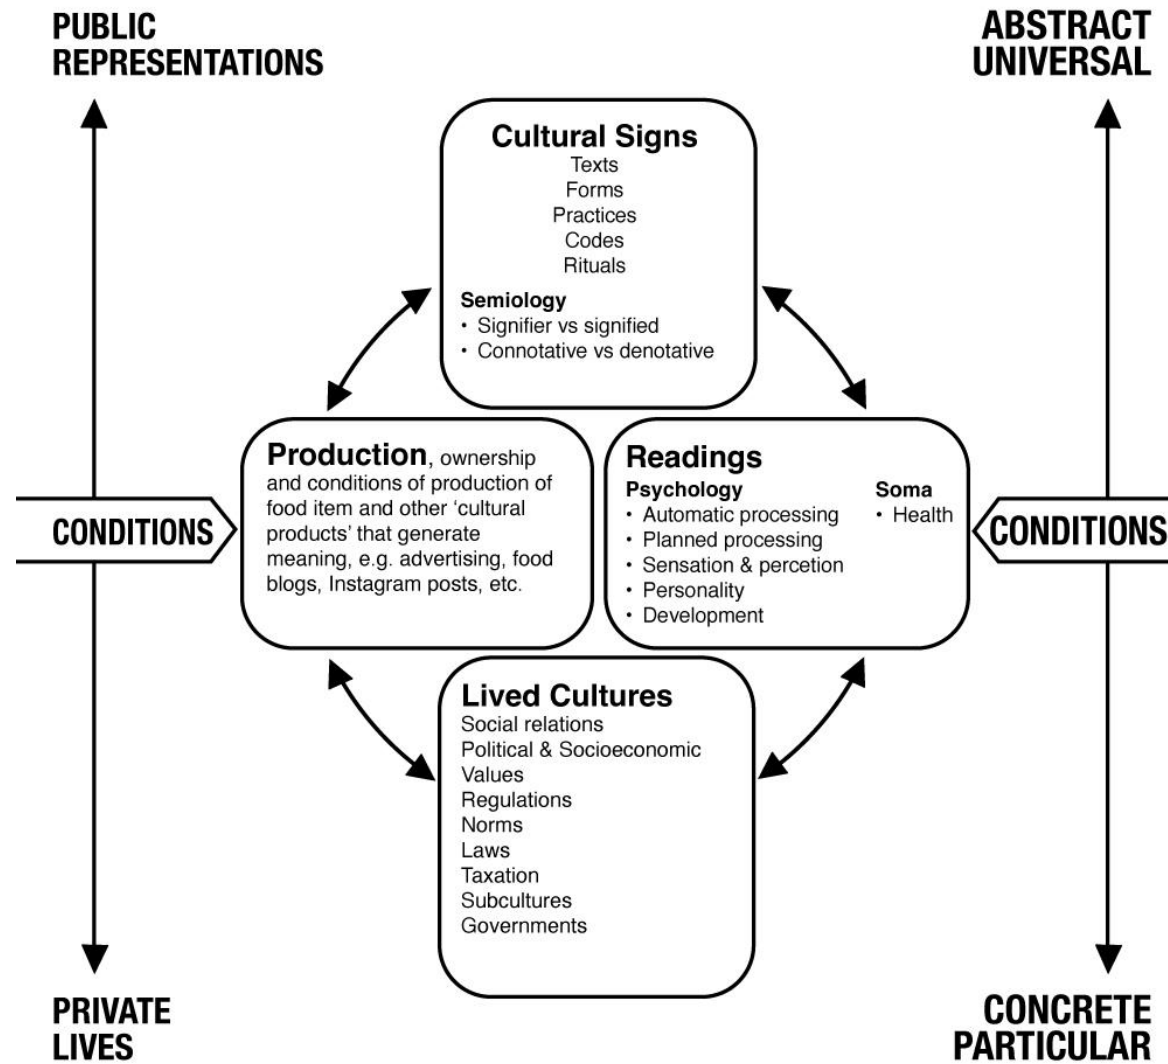 PUBLIC
REPRESENTATIONS
ABSTRACT
UNIVERSAL
Cultural Signs
Texts
Forms
Practices
Codes
Rituals
Semiology
• Signifier vs signified
• Connotative vs denotative
CONDITIONS
Production, ownership
and conditions of production of
food item and other ‘cultural
products’ that generate
meaning, e.g. advertising, food
blogs, Instagram posts, etc.
Readings
Psychology
• Automatic processing
• Planned processing
• Sensation & percetion
• Personality
• Development
Soma
• Health
CONDITIONS
Lived Cultures
Social relations
Political & Socioeconomic
Values
Regulations
Norms
Laws
Taxation
Subcultures
Governments
PRIVATE
LIVES
CONCRETE
PARTICULAR